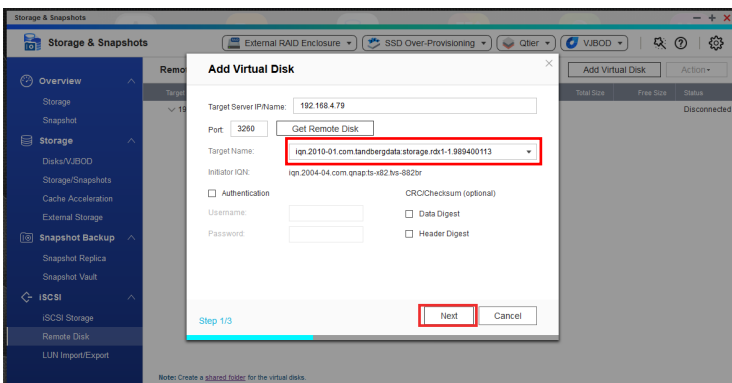 Storage & Snapshots
Storage & Snapshots
External RAID Enclosure
SSD Over-Provisioning
Qtier
VJBOD
Overview
Storage
Snapshot
Storage
Disks/VJBOD
Storage/Snapshots
Cache Acceleration
External Storage
Snapshot Backup
Snapshot Replica
Snapshot Vault
iSCSI
iSCSI Storage
Remote Disk
LUN Import/Export
Remo
Add Virtual Disk
Action
Target
Total Size Free Size Status
19
Disconnected
Add Virtual Disk
Target Server IP/Name: 192.168.4.79
Port: 3260 Get Remote Disk
Target Name: iqn.2010-01.com.tandbergdata:storage.rdx1-1.989400113
Initiator IQN: iqn.2004-04.com.qnap:ts-x82.tvs-882br
Authentication CRC/Checksum (optional)
Username: Data Digest
Password: Header Digest
Step 1/3 Next Cancel
Note: Create a shared folder for the virtual disks.